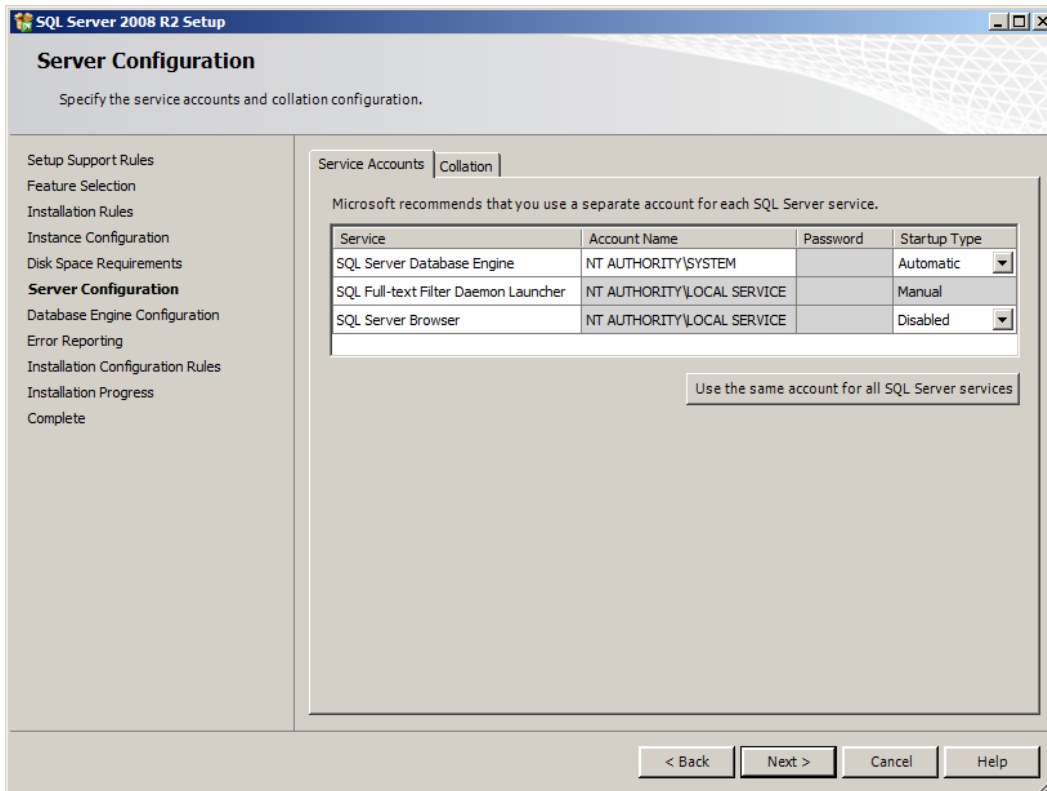 SQL Server 2008 R2 Setup
Server Configuration
Specify the service accounts and collation configuration.
Setup Support Rules
Feature Selection
Installation Rules
Instance Configuration
Disk Space Requirements
Server Configuration
Database Engine Configuration
Error Reporting
Installation Configuration Rules
Installation Progress
Complete
Service Accounts Collation
Microsoft recommends that you use a separate account for each SQL Server service.
Service Account Name Password Startup Type
SQL Server Database Engine NT AUTHORITY\SYSTEM Automatic
SQL Full-text Filter Daemon Launcher NT AUTHORITY\LOCAL SERVICE Manual
SQL Server Browser NT AUTHORITY\LOCAL SERVICE Disabled
Use the same account for all SQL Server services
< Back Next > Cancel Help